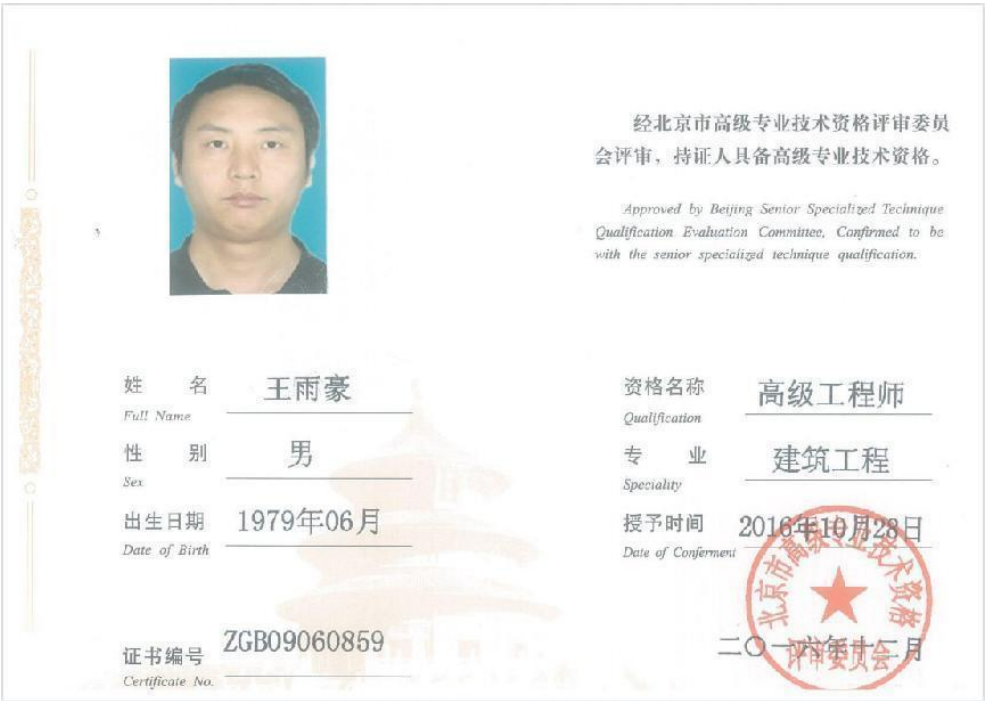 经北京市高级专业技术资格评审委员
会评审，持证人具备高级专业技术资格。
Approved by Beijing Senior Specialized Technique
Qualification Evaluation Committee, Confirmed to be
with the senior specialized technique qualification.
姓 名 王雨豪
Full Name
性 别 男
Sex
出生日期 1979年06月
Date of Birth
证书编号 ZGB09060859
Certificate No.
资格名称 高级工程师
Qualification
专 业 建筑工程
Speciality
授予时间 2016年10月28日
Date of Conferment
北京市高级专业技术资格
评审委员会
二〇一六年十二月